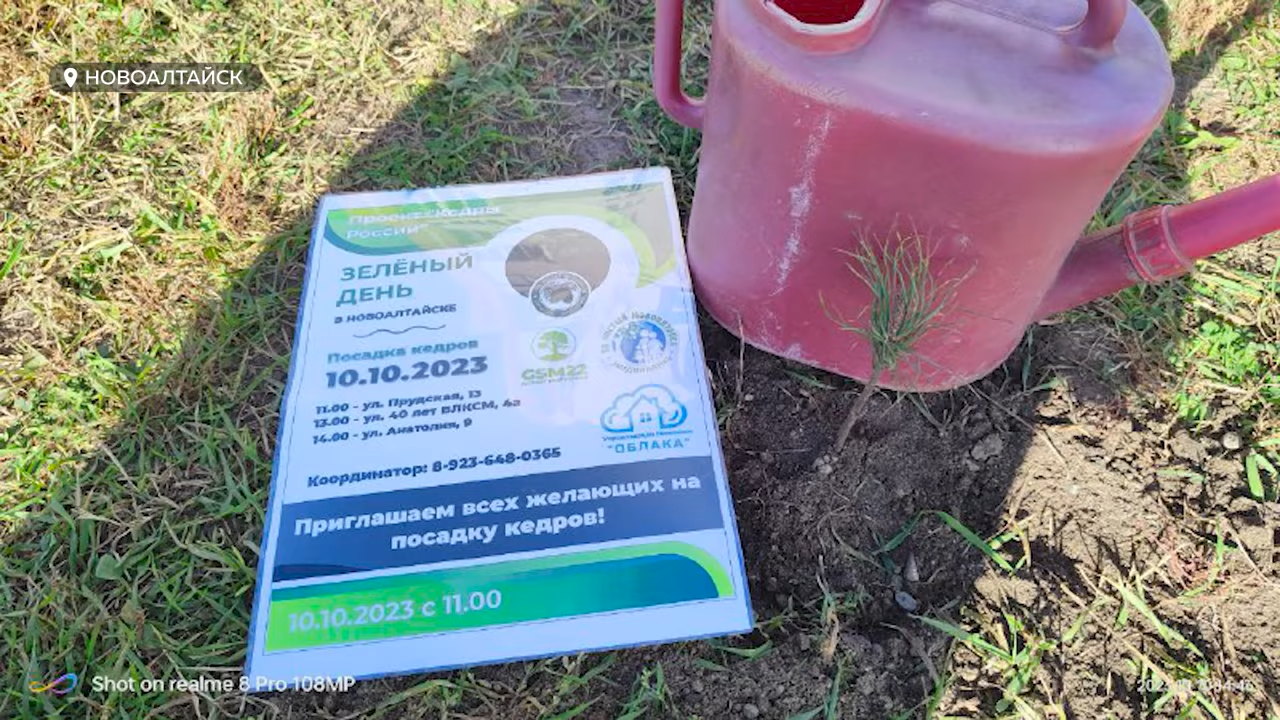 НОВОАЛТАЙСК
Проект "Кедры
России"
ЗЕЛЁНЫЙ
ДЕНЬ
В НОВОАЛТАЙСКЕ
Посадка кедров
10.10.2023
11.00 - ул. Прудская, 13
13.00 - ул. 40 лет ВЛКСМ, 4а
14.00 - ул. Анатолия, 9
GSM22
"ОБЛАКА"
Координатор: 8-923-648-0365
Приглашаем всех желающих на
посадку кедров!
10.10.2023 с 11.00
Shot on realme 8 Pro 108MP